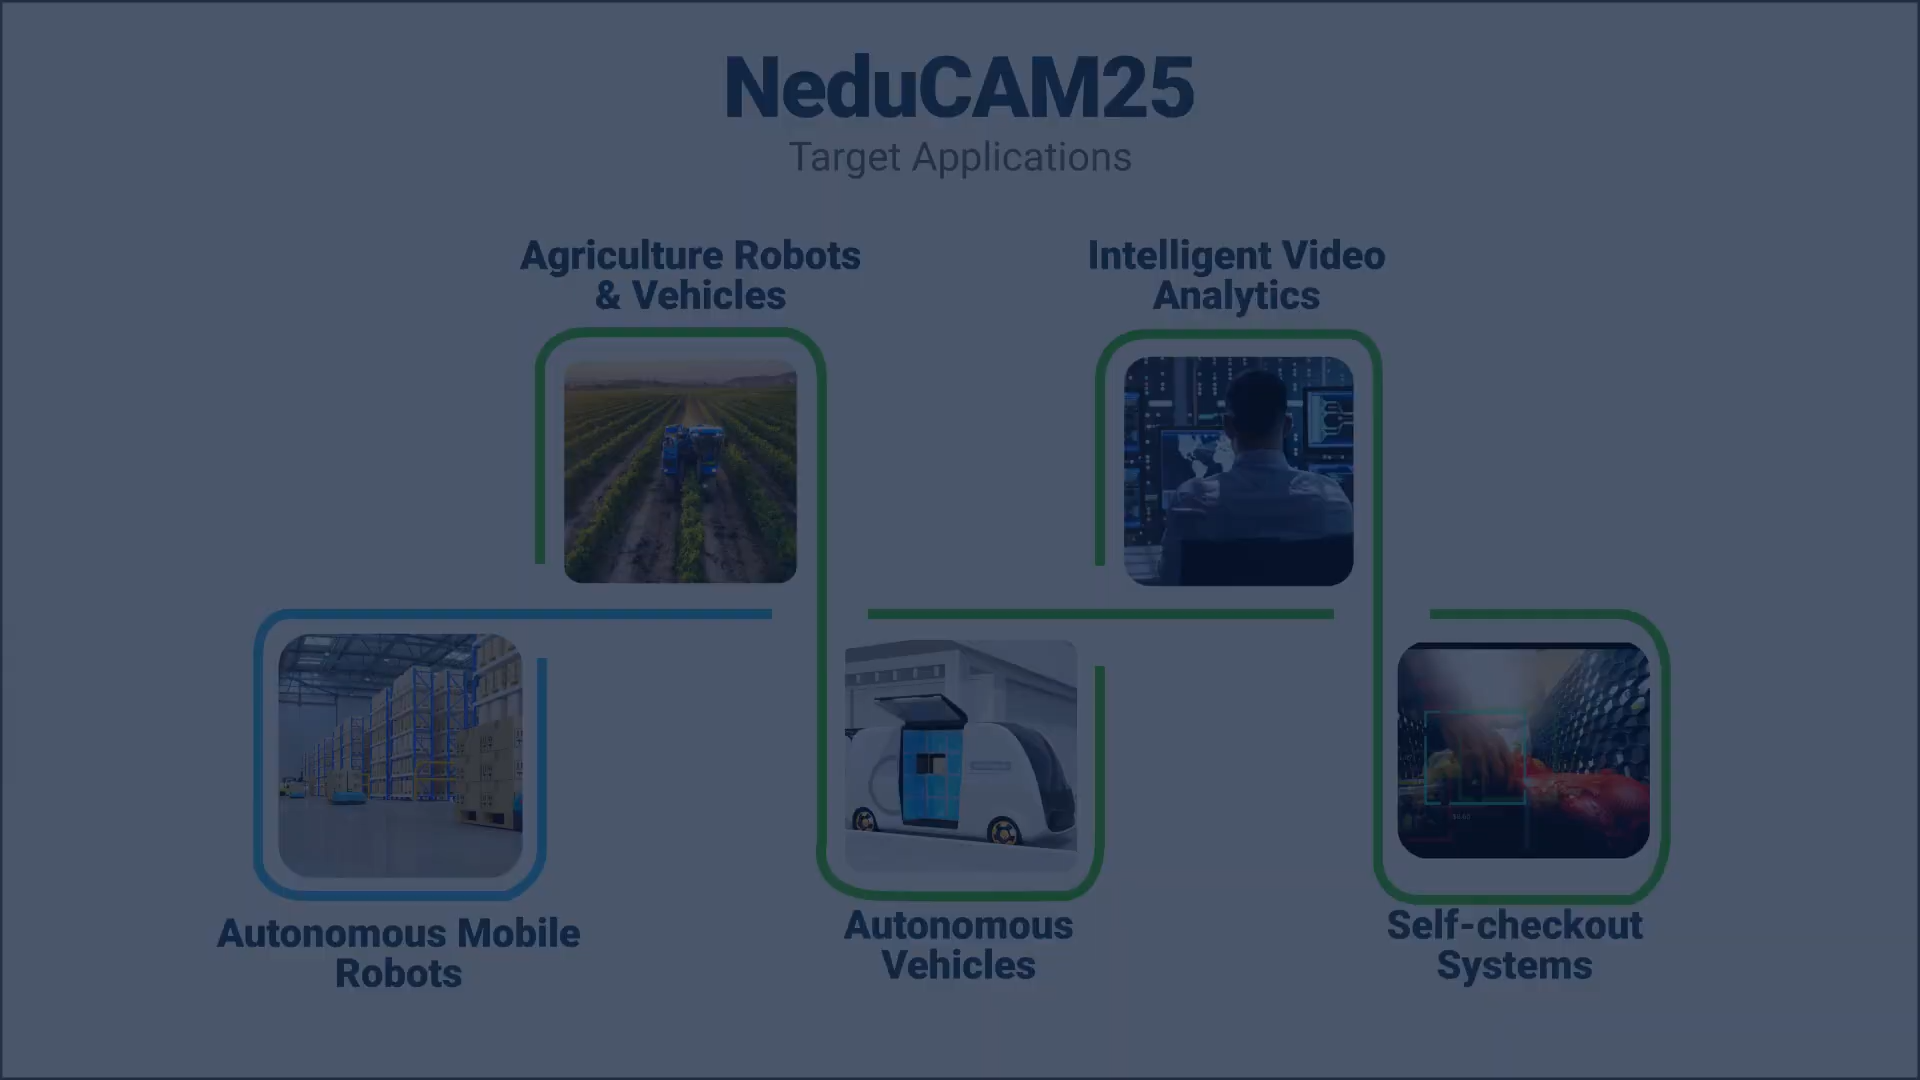 NeduCAM25
Target Applications
Agriculture Robots
& Vehicles
Intelligent Video
Analytics
Autonomous Mobile
Robots
Autonomous
Vehicles
Self-checkout
Systems